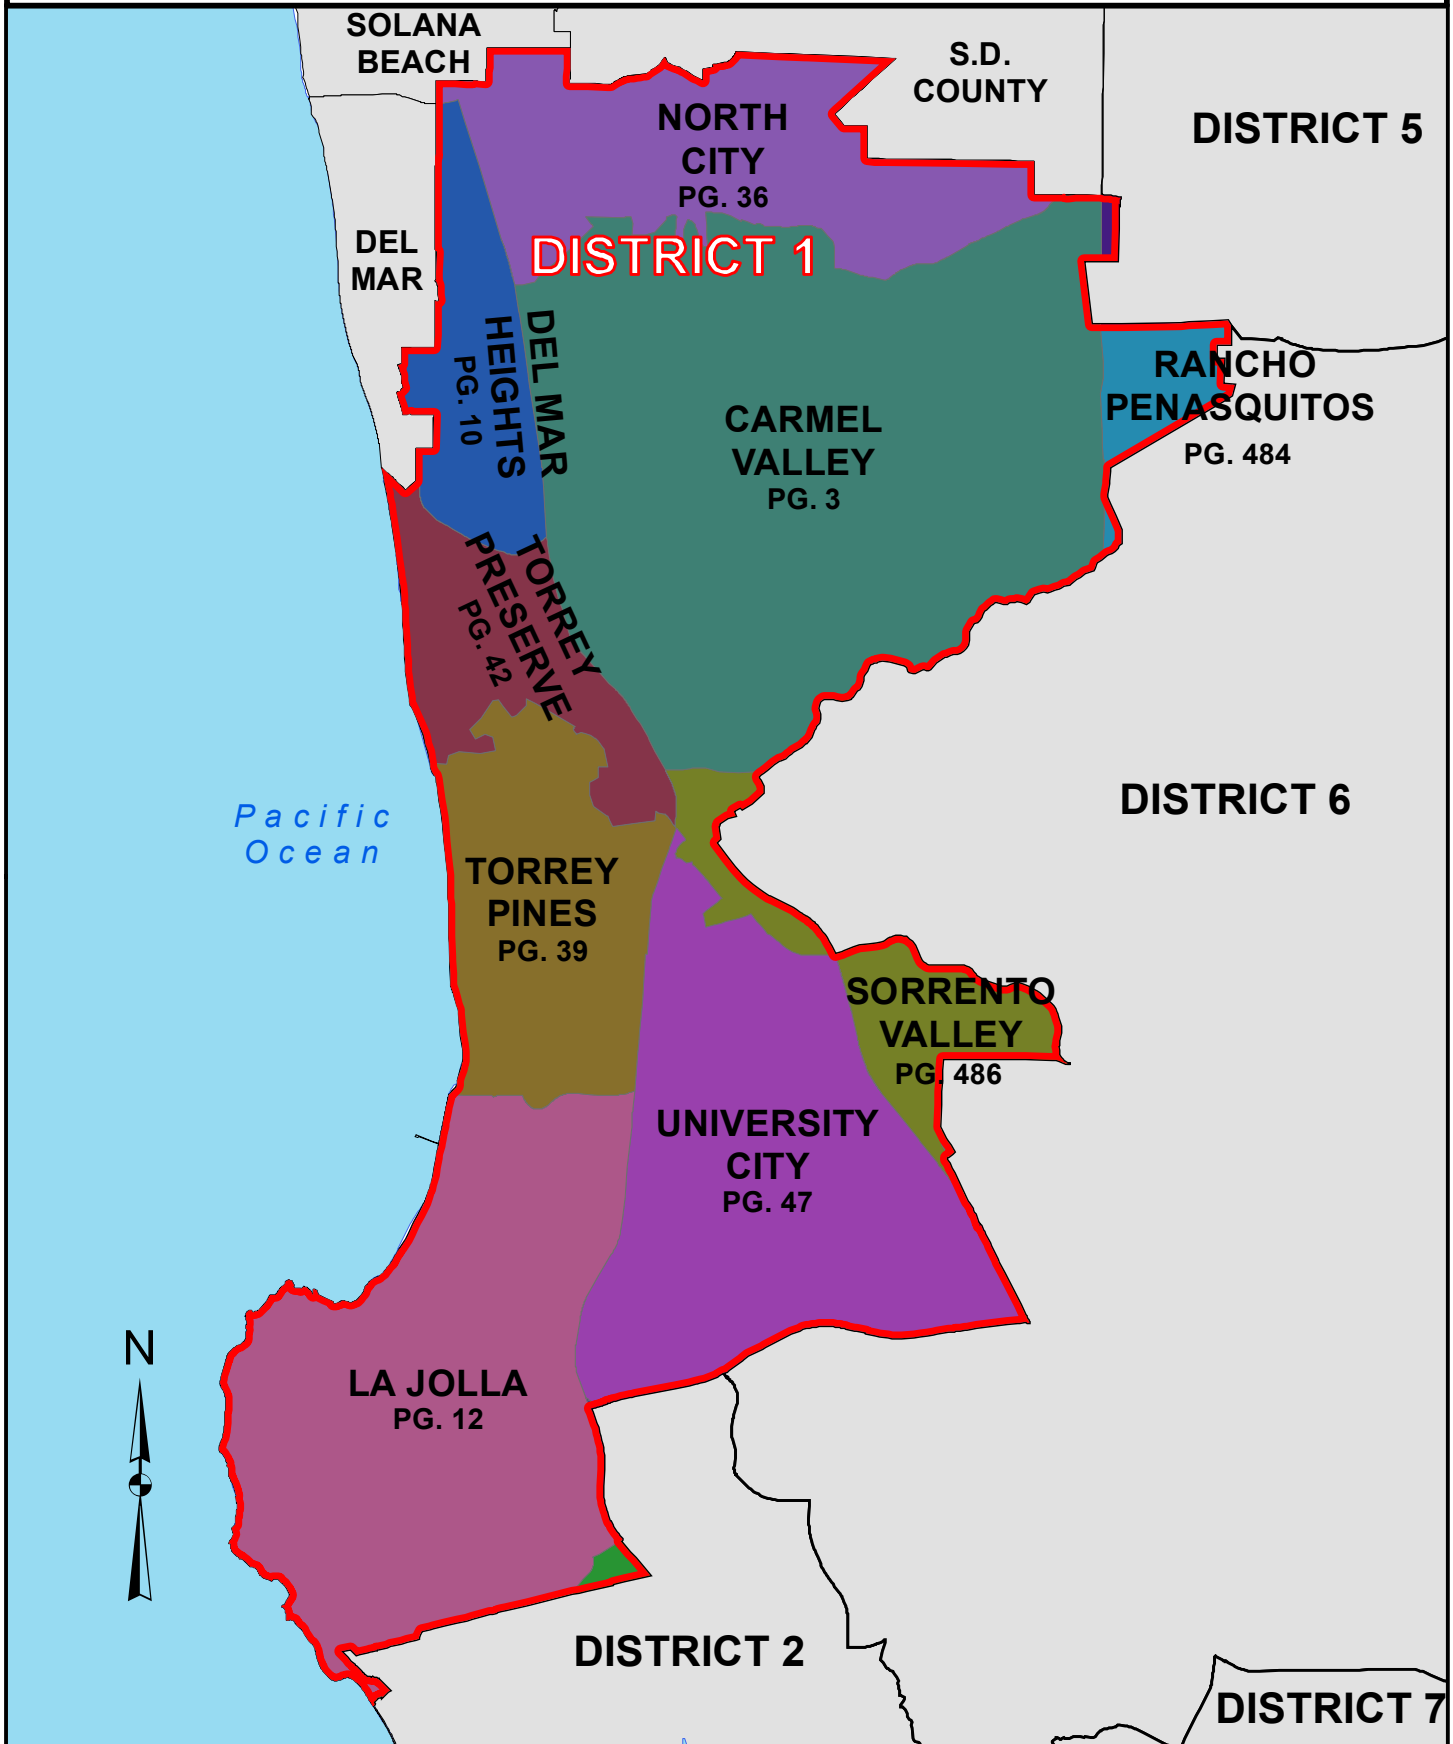 SOLANA
BEACH
S.D.
COUNTY
NORTH
CITY
PG. 36
DISTRICT 5
DEL
MAR
DISTRICT 1
DEL MAR
HEIGHTS
PG. 10
RANCHO
PENASQUITOS
PG. 484
CARMEL
VALLEY
PG. 3
TORREY
PRESERVE
PG. 42
DISTRICT 6
Pacific
Ocean
TORREY
PINES
PG. 39
SORRENTO
VALLEY
PG. 486
UNIVERSITY
CITY
PG. 47
N
LA JOLLA
PG. 12
DISTRICT 2
DISTRICT 7